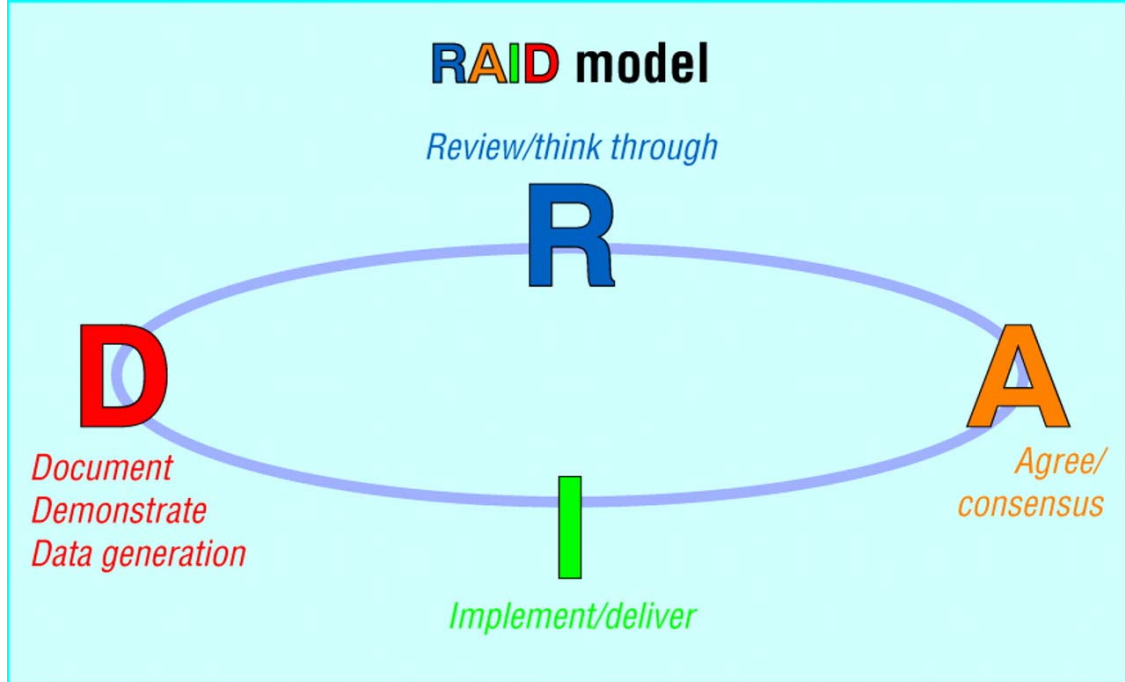 RAID model
Review/think through
R
D
A
Document
Demonstrate
Data generation
Agree/
consensus
I
Implement/deliver